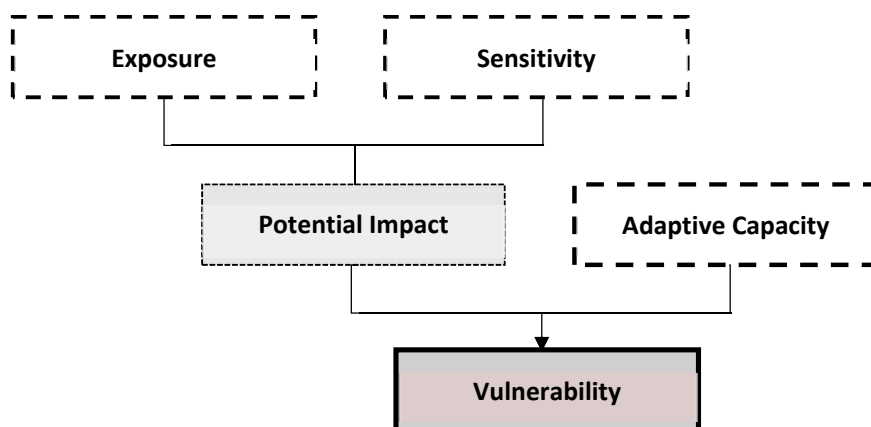 Exposure
Sensitivity
Potential Impact
Adaptive Capacity
Vulnerability